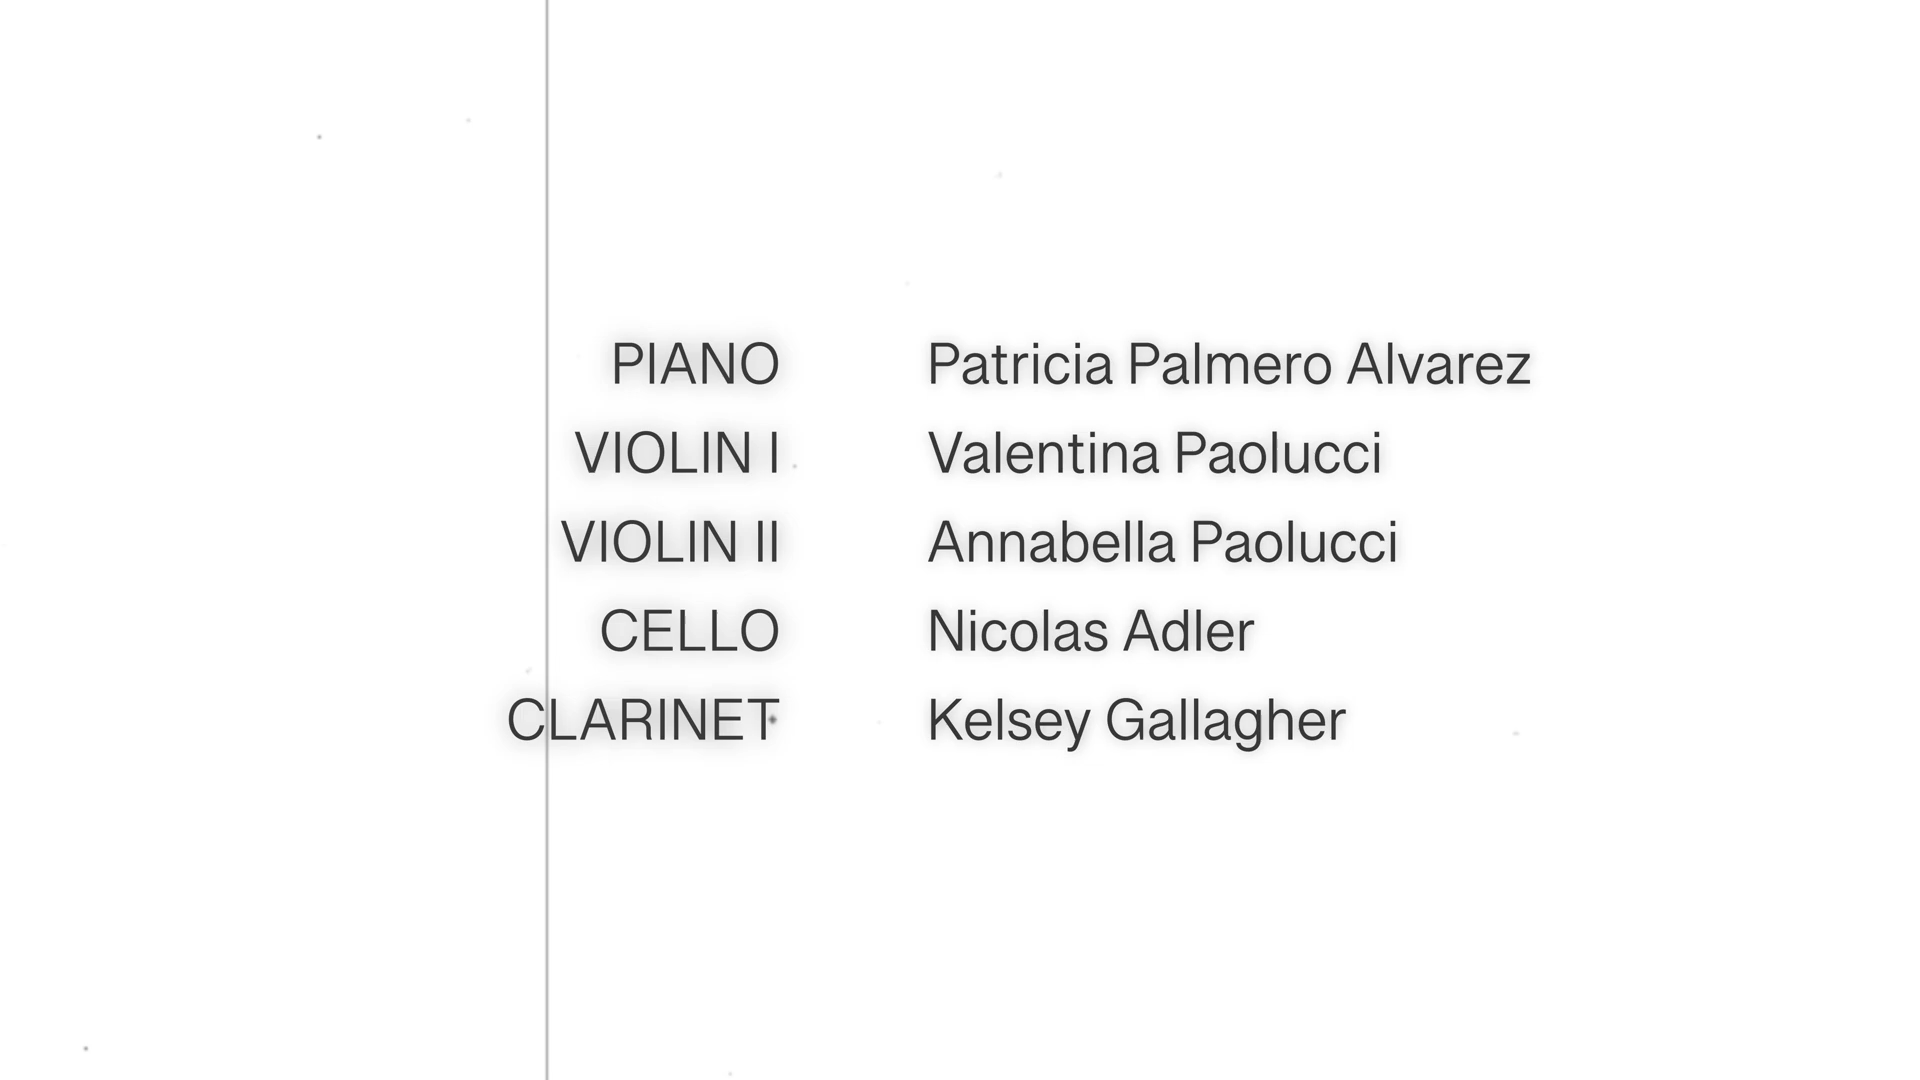 PIANO Patricia Palmero Alvarez
VIOLIN I Valentina Paolucci
VIOLIN II Annabella Paolucci
CELLO Nicolas Adler
CLARINET Kelsey Gallagher